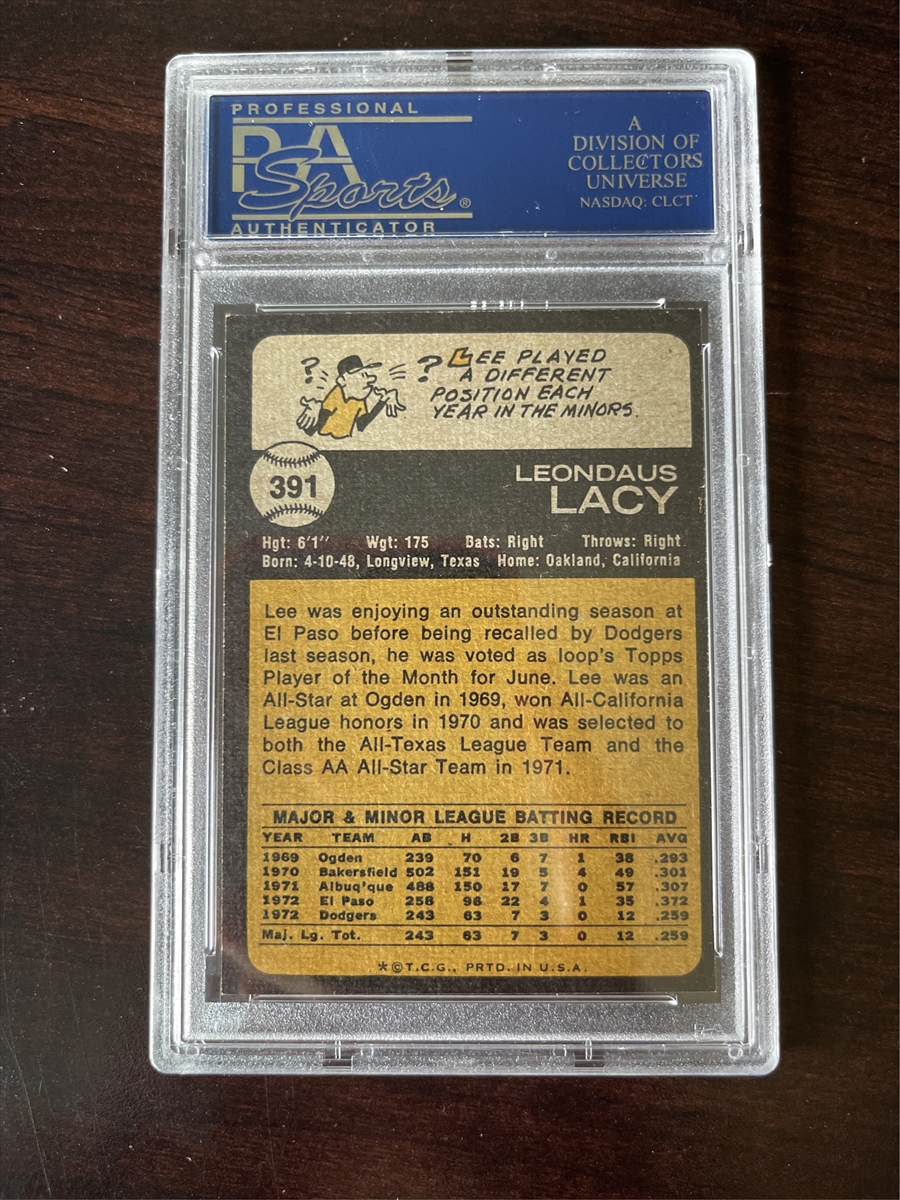 PROFESSIONAL
PSA
Sports®
AUTHENTICATOR
A
DIVISION OF
COLLECTORS
UNIVERSE
NASDAQ: CLCT
? ? LEE PLAYED
A DIFFERENT
POSITION EACH
YEAR IN THE MINORS.
391
LEONDAUS
LACY
Hgt: 6'1" Wgt: 175 Bats: Right Throws: Right
Born: 4-10-48, Longview, Texas Home: Oakland, California
Lee was enjoying an outstanding season at
El Paso before being recalled by Dodgers
last season, he was voted as loop's Topps
Player of the Month for June. Lee was an
All-Star at Ogden in 1969, won All-California
League honors in 1970 and was selected to
both the All-Texas League Team and the
Class AA All-Star Team in 1971.
MAJOR & MINOR LEAGUE BATTING RECORD
YEAR TEAM AB H 2B 3B HR RBI AVG
1969 Ogden 239 70 6 7 1 38 .293
1970 Bakersfield 502 151 19 5 4 49 .301
1971 Albuq'que 488 150 17 7 0 57 .307
1972 El Paso 258 96 22 4 1 35 .372
1972 Dodgers 243 63 7 3 0 12 .259
Maj. Lg. Tot. 243 63 7 3 0 12 .259
*©T.C.G., PRTD. IN U.S.A.